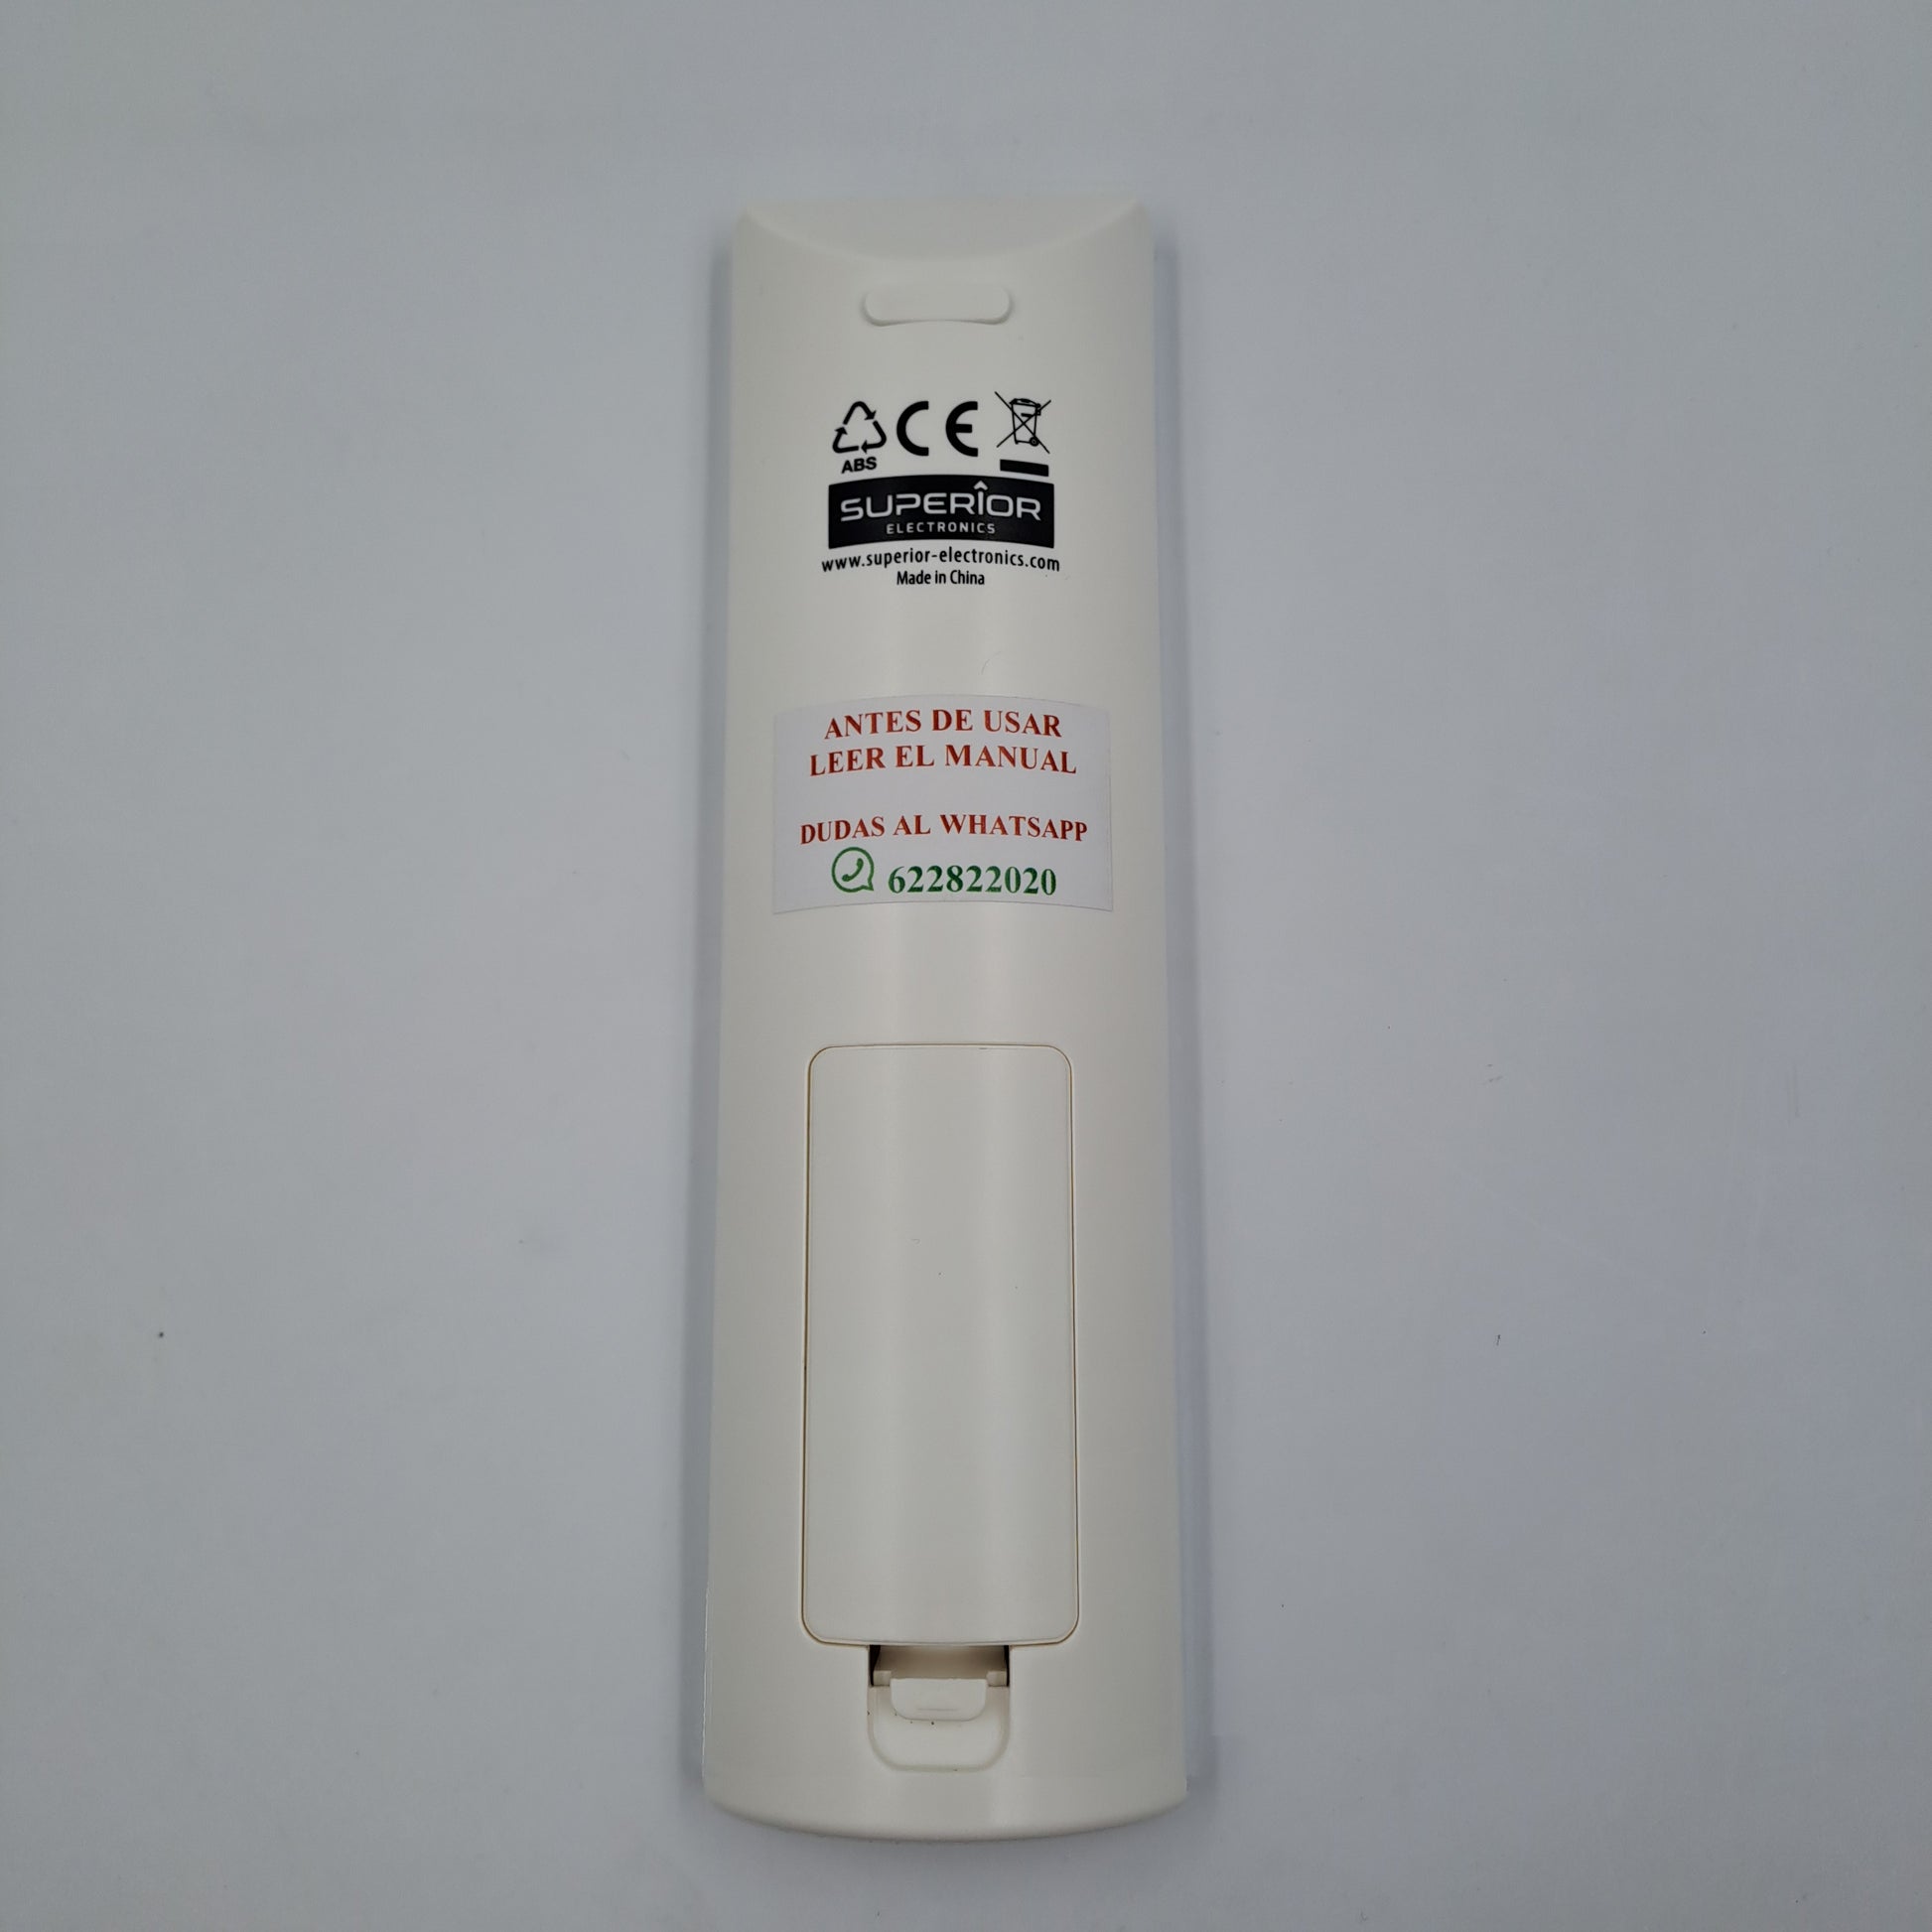 CE
ABS
SUPERÎOR
ELECTRONICS
www.superior-electronics.com
Made in China
ANTES DE USAR
LEER EL MANUAL
DUDAS AL WHATSAPP
622822020